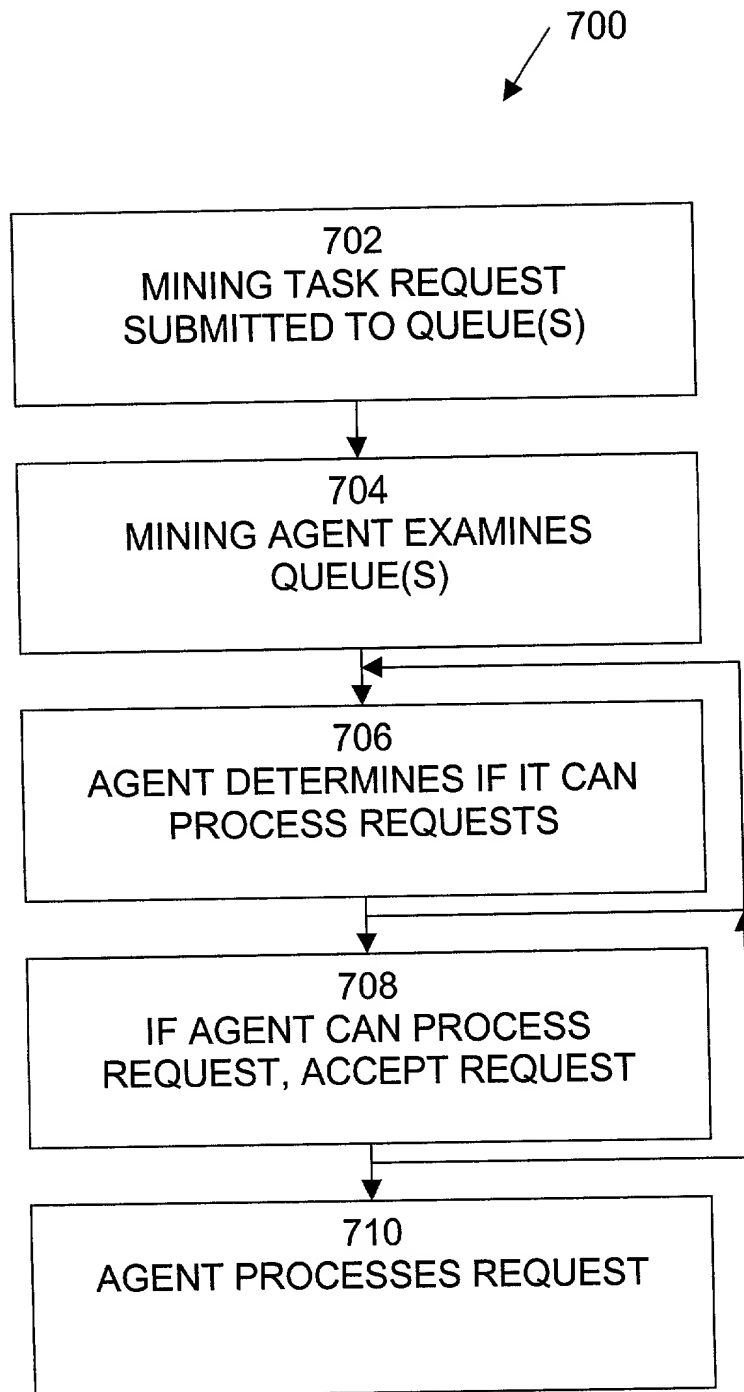 700
702
MINING TASK REQUEST
SUBMITTED TO QUEUE(S)
704
MINING AGENT EXAMINES
QUEUE(S)
706
AGENT DETERMINES IF IT CAN
PROCESS REQUESTS
708
IF AGENT CAN PROCESS
REQUEST, ACCEPT REQUEST
710
AGENT PROCESSES REQUEST